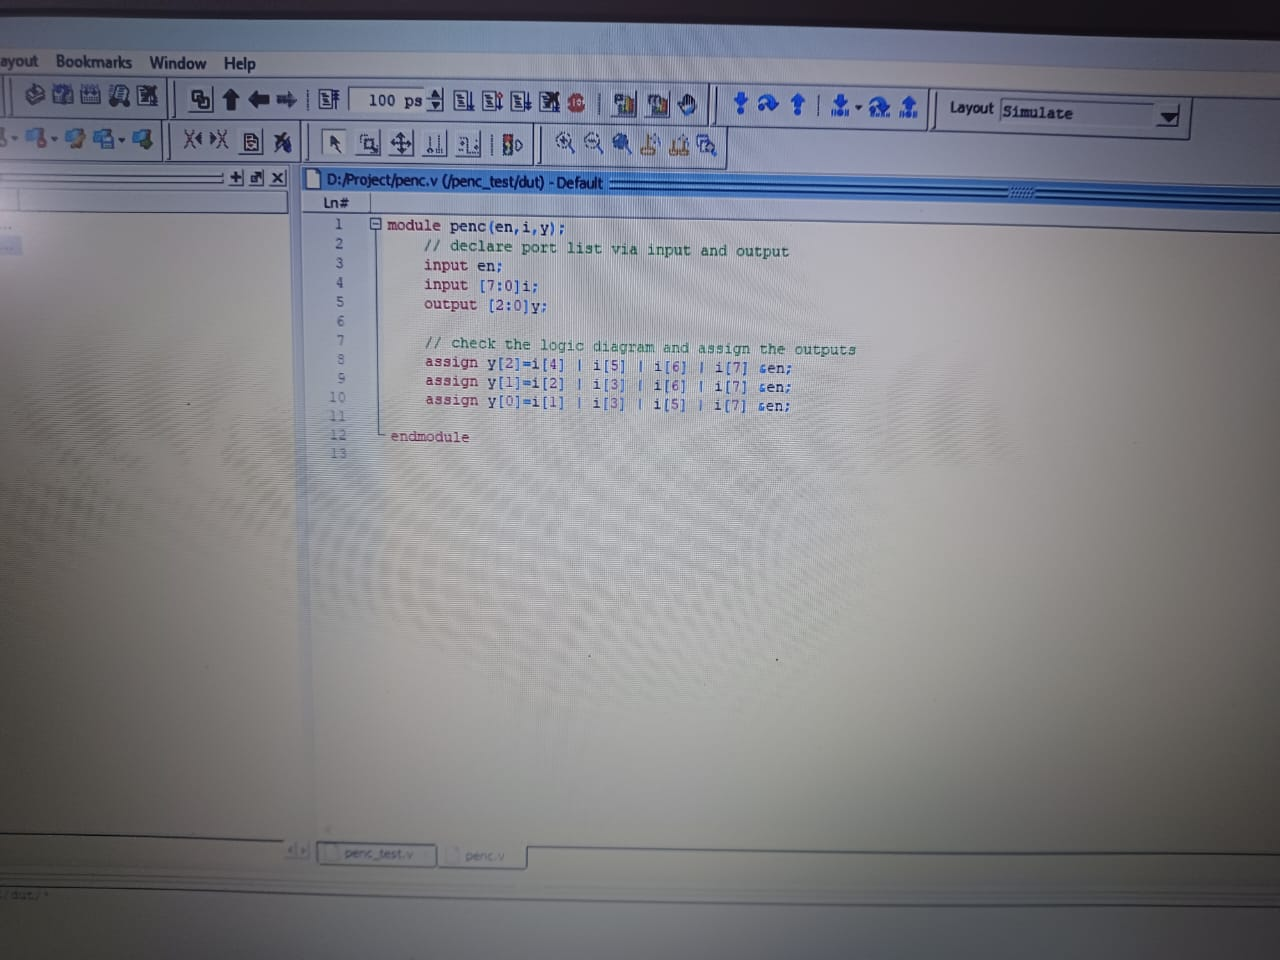 ayout Bookmarks Window Help
100 ps
Layout Simulate
D:/Project/penc.v (/penc_test/dut) - Default
Ln#
1 module penc(en,i,y);
2 // declare port list via input and output
3 input en;
4 input [7:0]i;
5 output [2:0]y;
6
7 // check the logic diagram and assign the outputs
8 assign y[2]=i[4] | i[5] | i[6] | i[7] &en;
9 assign y[1]=i[2] | i[3] | i[6] | i[7] &en;
10 assign y[0]=i[1] | i[3] | i[5] | i[7] &en;
11
12 endmodule
13
penc_test.v penc.v
/dut/*